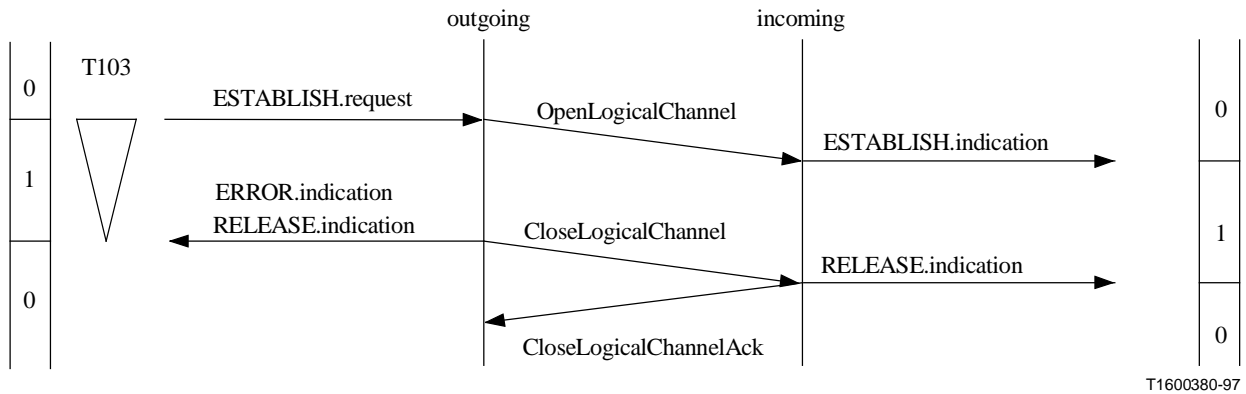 outgoing
incoming
T103
0
ESTABLISH.request
OpenLogicalChannel
0
ESTABLISH.indication
1
ERROR.indication
RELEASE.indication
CloseLogicalChannel
1
RELEASE.indication
0
CloseLogicalChannelAck
0
T1600380-97